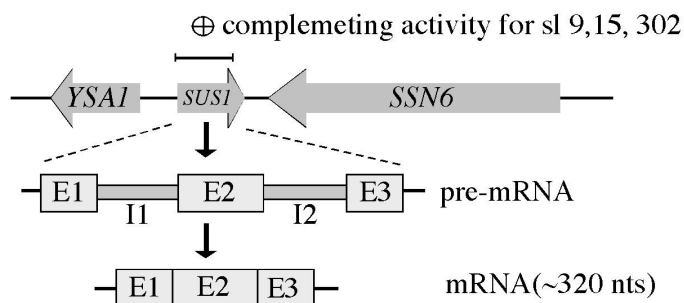 ⊕ complemeting activity for sl 9,15, 302
YSA1 SUS1 SSN6
E1 E2 E3 pre-mRNA
I1 I2
E1 E2 E3 mRNA(~320 nts)